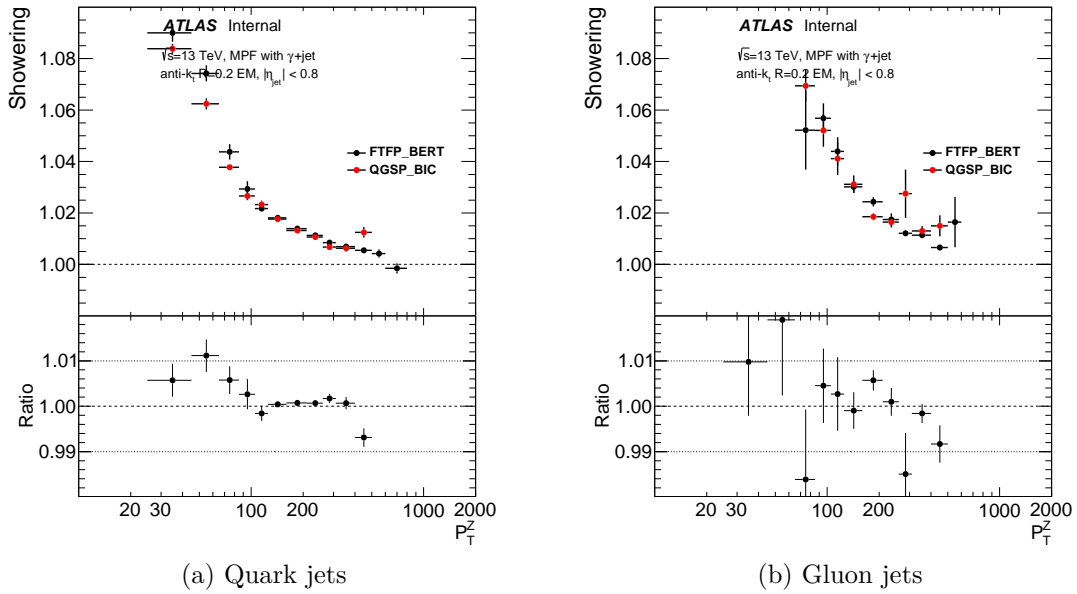 ATLAS Internal
√s=13 TeV, MPF with γ+jet
anti-kt R=0.2 EM, |ηjet| < 0.8
Showering
1.08
1.06
1.04
1.02
1.00
FTFP_BERT
QGSP_BIC
Ratio
1.01
1.00
0.99
20 30 100 200 1000 2000
P_T^Z
(a) Quark jets
ATLAS Internal
√s=13 TeV, MPF with γ+jet
anti-kt R=0.2 EM, |ηjet| < 0.8
Showering
1.08
1.06
1.04
1.02
1.00
FTFP_BERT
QGSP_BIC
Ratio
1.01
1.00
0.99
20 30 100 200 1000 2000
P_T^Z
(b) Gluon jets